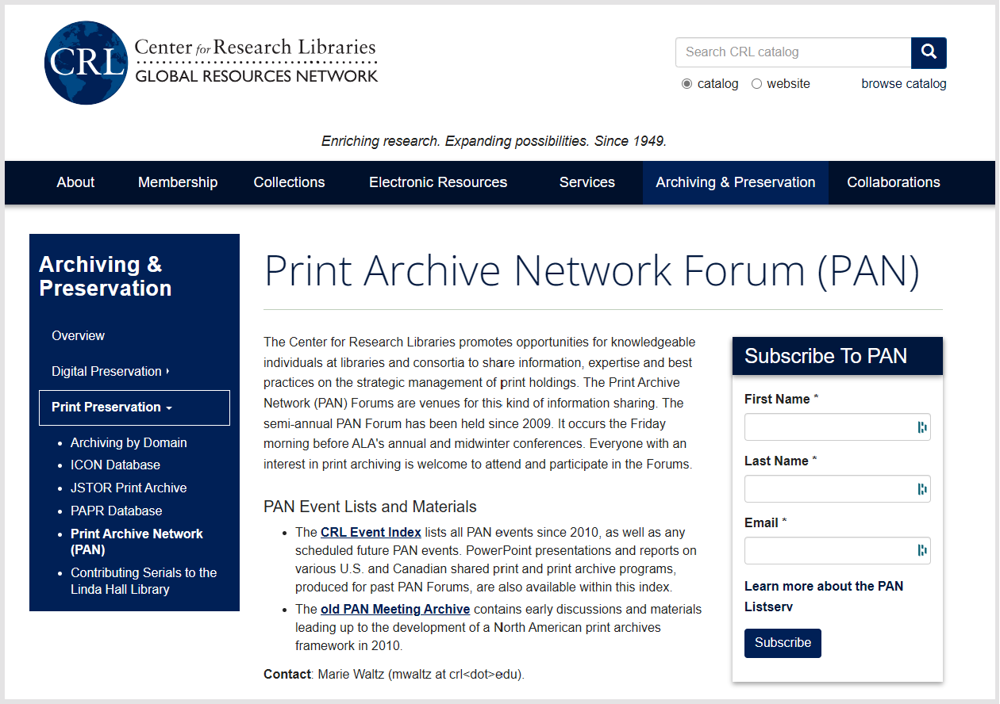 CRL
Center for Research Libraries
GLOBAL RESOURCES NETWORK
Search CRL catalog
catalog website browse catalog
Enriching research. Expanding possibilities. Since 1949.
About Membership Collections Electronic Resources Services Archiving & Preservation Collaborations
Archiving &
Preservation
Overview
Digital Preservation
Print Preservation
Archiving by Domain
ICON Database
JSTOR Print Archive
PAPR Database
Print Archive Network
(PAN)
Contributing Serials to the
Linda Hall Library
Print Archive Network Forum (PAN)
The Center for Research Libraries promotes opportunities for knowledgeable
individuals at libraries and consortia to share information, expertise and best
practices on the strategic management of print holdings. The Print Archive
Network (PAN) Forums are venues for this kind of information sharing. The
semi-annual PAN Forum has been held since 2009. It occurs the Friday
morning before ALA's annual and midwinter conferences. Everyone with an
interest in print archiving is welcome to attend and participate in the Forums.
PAN Event Lists and Materials
The CRL Event Index lists all PAN events since 2010, as well as any
scheduled future PAN events. PowerPoint presentations and reports on
various U.S. and Canadian shared print and print archive programs,
produced for past PAN Forums, are also available within this index.
The old PAN Meeting Archive contains early discussions and materials
leading up to the development of a North American print archives
framework in 2010.
Contact: Marie Waltz (mwaltz at crl<dot>edu).
Subscribe To PAN
First Name *
Last Name *
Email *
Learn more about the PAN
Listserv
Subscribe